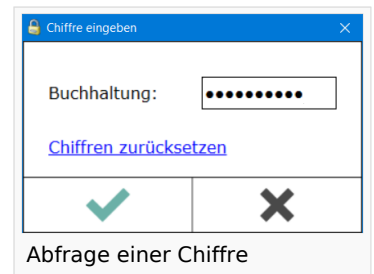 Chiffre eingeben
Buchhaltung: ••••••••••
Chiffren zurücksetzen
Abfrage einer Chiffre